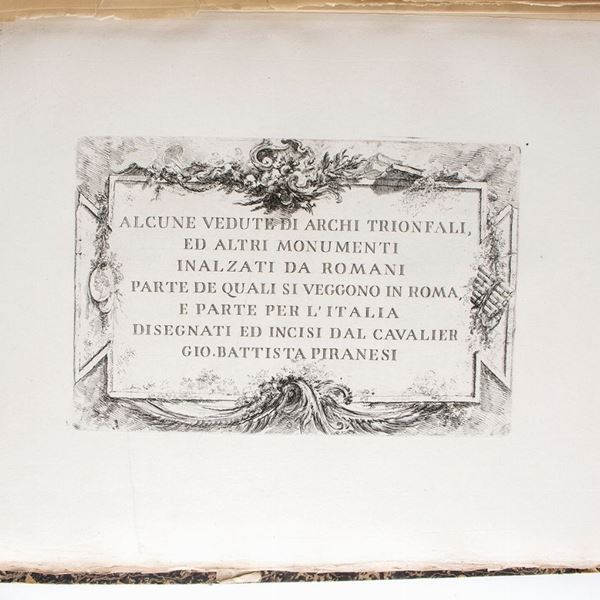 ALCUNE VEDUTE DI ARCHI TRIONFALI,
ED ALTRI MONUMENTI
INALZATI DA ROMANI
PARTE DE QUALI SI VEGGONO IN ROMA,
E PARTE PER L'ITALIA
DISEGNATI ED INCISI DAL CAVALIER
GIO. BATTISTA PIRANESI